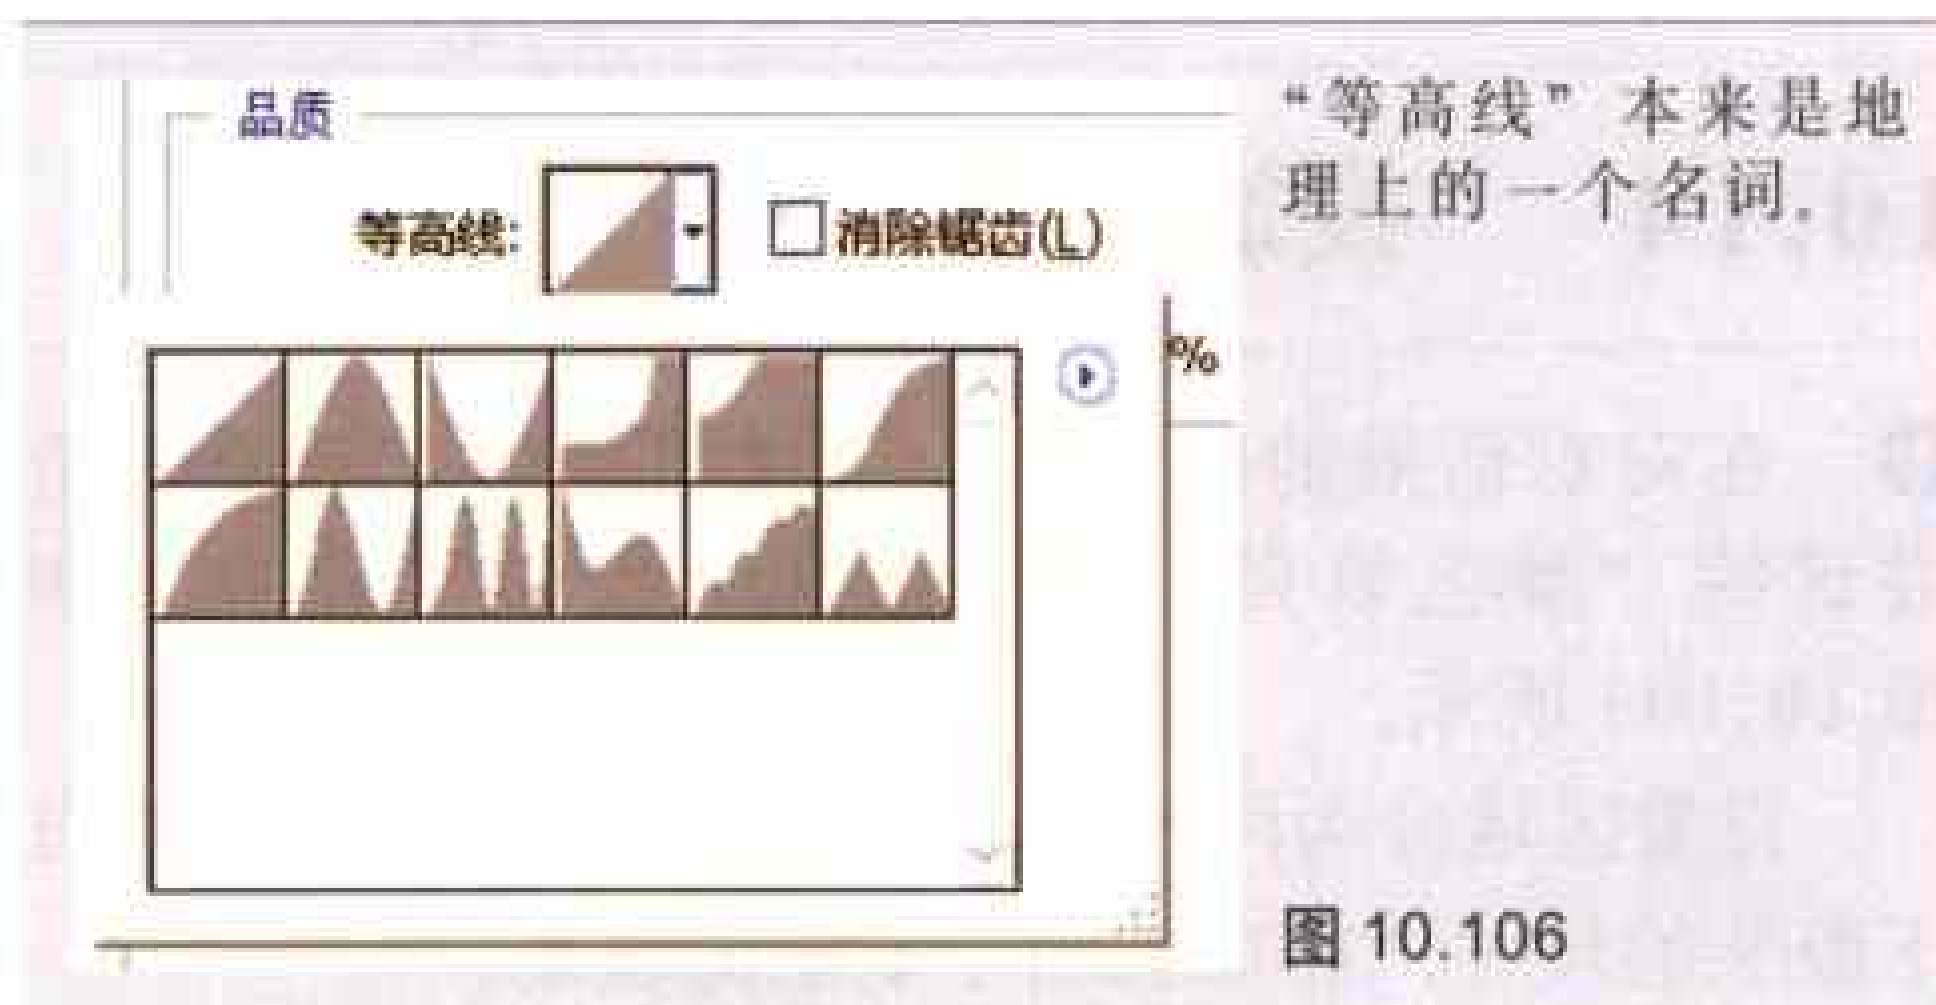 品质
等高线: 消除锯齿(L)
%
“等高线”本来是地
理上的一个名词。
图 10.106